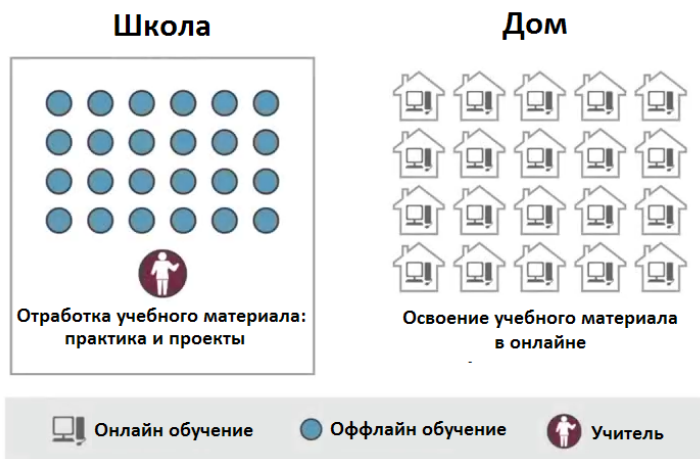 Школа
Дом
Отработка учебного материала:
практика и проекты
Освоение учебного материала
в онлайне
Онлайн обучение
Оффлайн обучение
Учитель